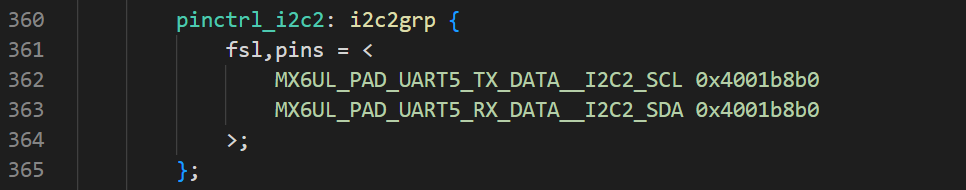 360 pinctrl_i2c2: i2c2grp {
361 fsl,pins = <
362 MX6UL_PAD_UART5_TX_DATA__I2C2_SCL 0x4001b8b0
363 MX6UL_PAD_UART5_RX_DATA__I2C2_SDA 0x4001b8b0
364 >;
365 };